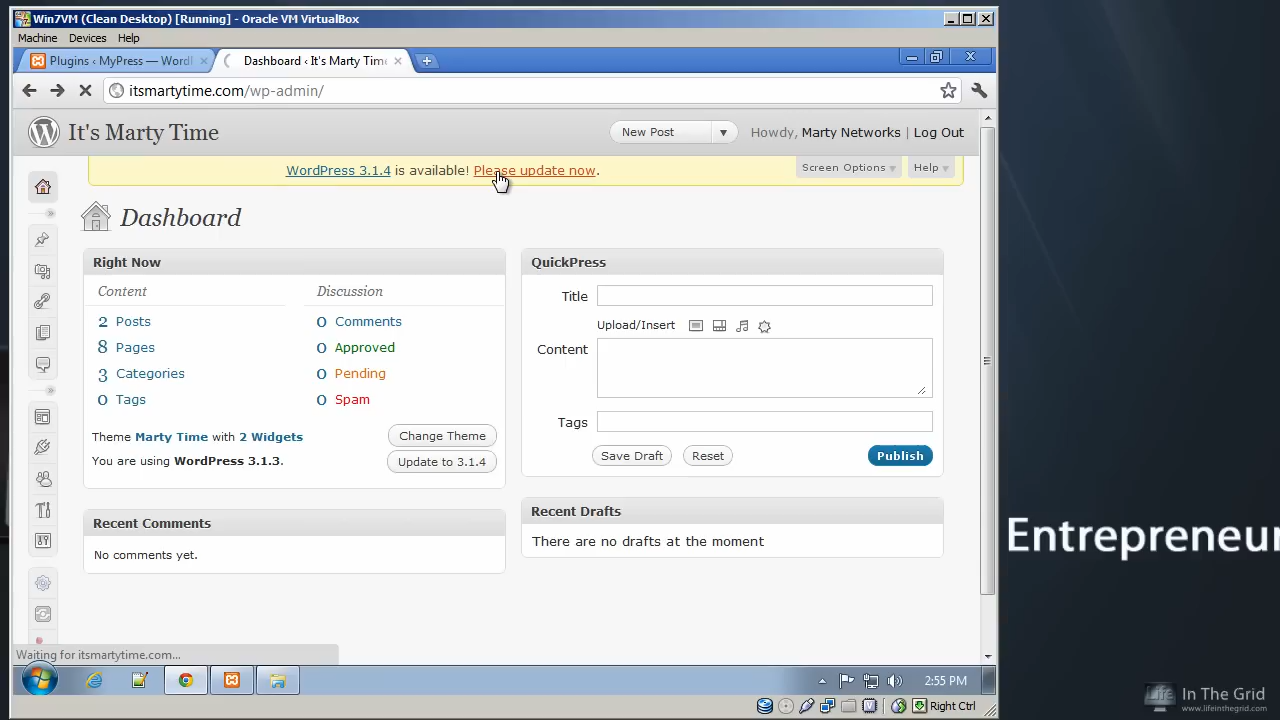 Win7VM (Clean Desktop) [Running] - Oracle VM VirtualBox
Machine Devices Help
Plugins ‹ MyPress — WordP
Dashboard ‹ It's Marty Time
itsmartytime.com/wp-admin/
It's Marty Time
New Post
Howdy, Marty Networks | Log Out
WordPress 3.1.4 is available! Please update now.
Screen Options
Help
Dashboard
Right Now
Content
Discussion
2 Posts
0 Comments
8 Pages
0 Approved
3 Categories
0 Pending
0 Tags
0 Spam
Theme Marty Time with 2 Widgets
Change Theme
You are using WordPress 3.1.3.
Update to 3.1.4
Recent Comments
No comments yet.
QuickPress
Title
Upload/Insert
Content
Tags
Save Draft
Reset
Publish
Recent Drafts
There are no drafts at the moment
Waiting for itsmartytime.com...
2:55 PM
Right Ctrl
Entrepreneur
Life
In The Grid
www.lifeinthegrid.com